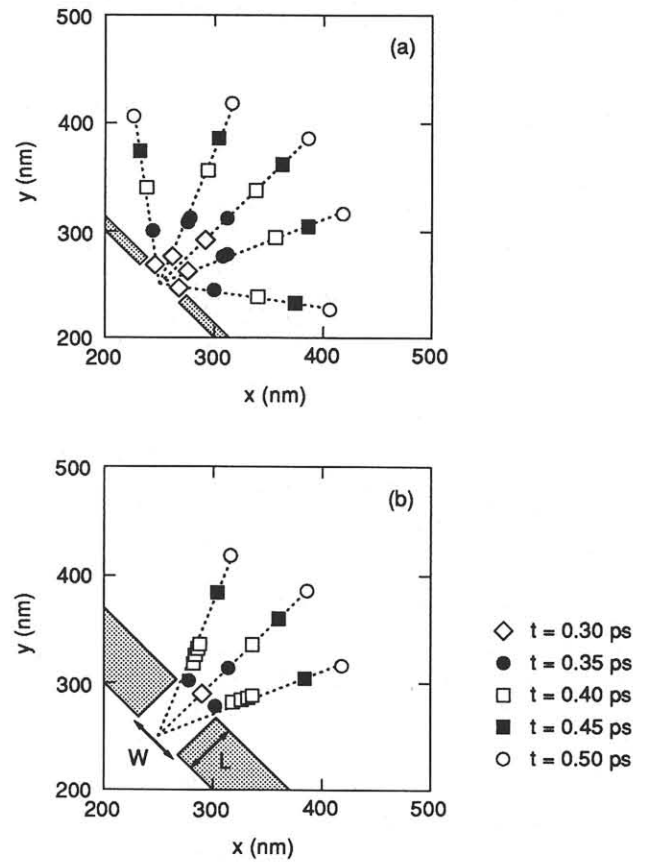 500
(a)
400
y (nm)
300
200
200 300 400 500
x (nm)
500
(b)
400
y (nm)
300
W
L
200
200 300 400 500
x (nm)
t = 0.30 ps
t = 0.35 ps
t = 0.40 ps
t = 0.45 ps
t = 0.50 ps